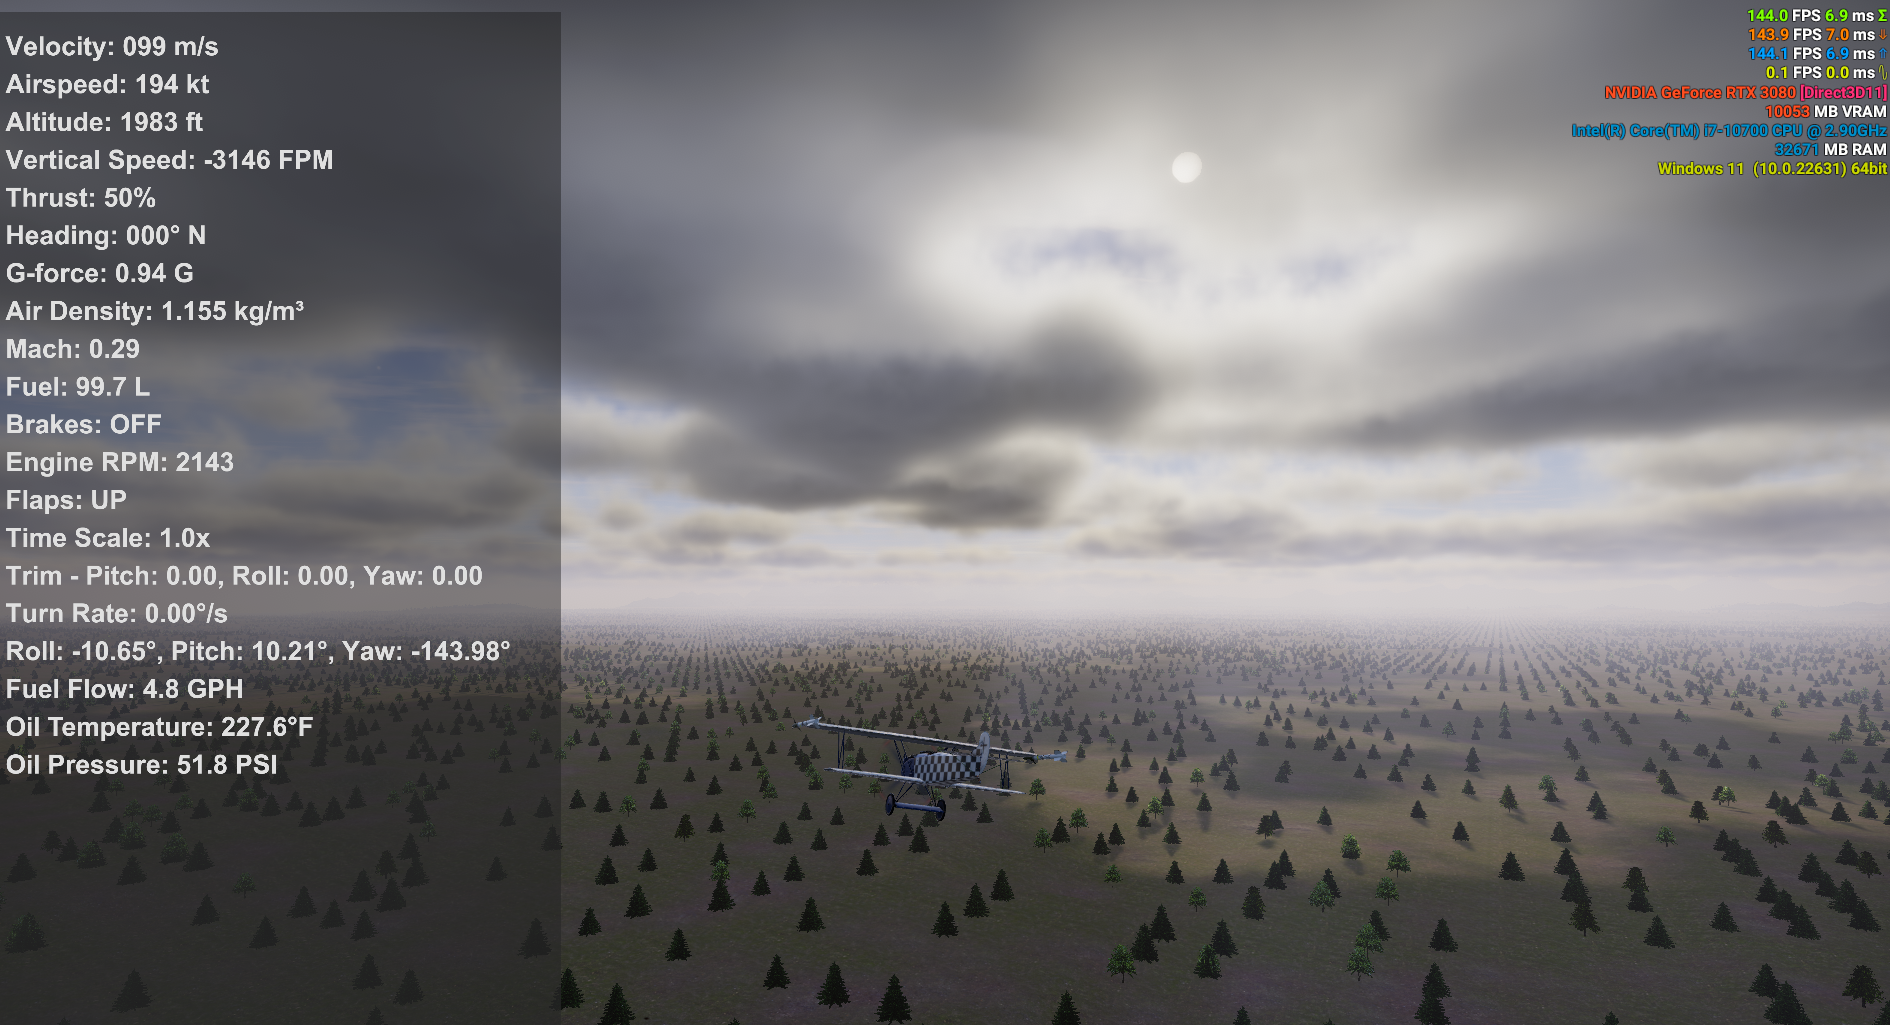 Velocity: 099 m/s
Airspeed: 194 kt
Altitude: 1983 ft
Vertical Speed: -3146 FPM
Thrust: 50%
Heading: 000° N
G-force: 0.94 G
Air Density: 1.155 kg/m³
Mach: 0.29
Fuel: 99.7 L
Brakes: OFF
Engine RPM: 2143
Flaps: UP
Time Scale: 1.0x
Trim - Pitch: 0.00, Roll: 0.00, Yaw: 0.00
Turn Rate: 0.00°/s
Roll: -10.65°, Pitch: 10.21°, Yaw: -143.98°
Fuel Flow: 4.8 GPH
Oil Temperature: 227.6°F
Oil Pressure: 51.8 PSI
144.0 FPS 6.9 ms Σ
143.9 FPS 7.0 ms ⇩
144.1 FPS 6.9 ms ⇧
0.1 FPS 0.0 ms ∿
NVIDIA GeForce RTX 3080 [Direct3D11]
10053 MB VRAM
Intel(R) Core(TM) i7-10700 CPU @ 2.90GHz
32671 MB RAM
Windows 11 (10.0.22631) 64bit